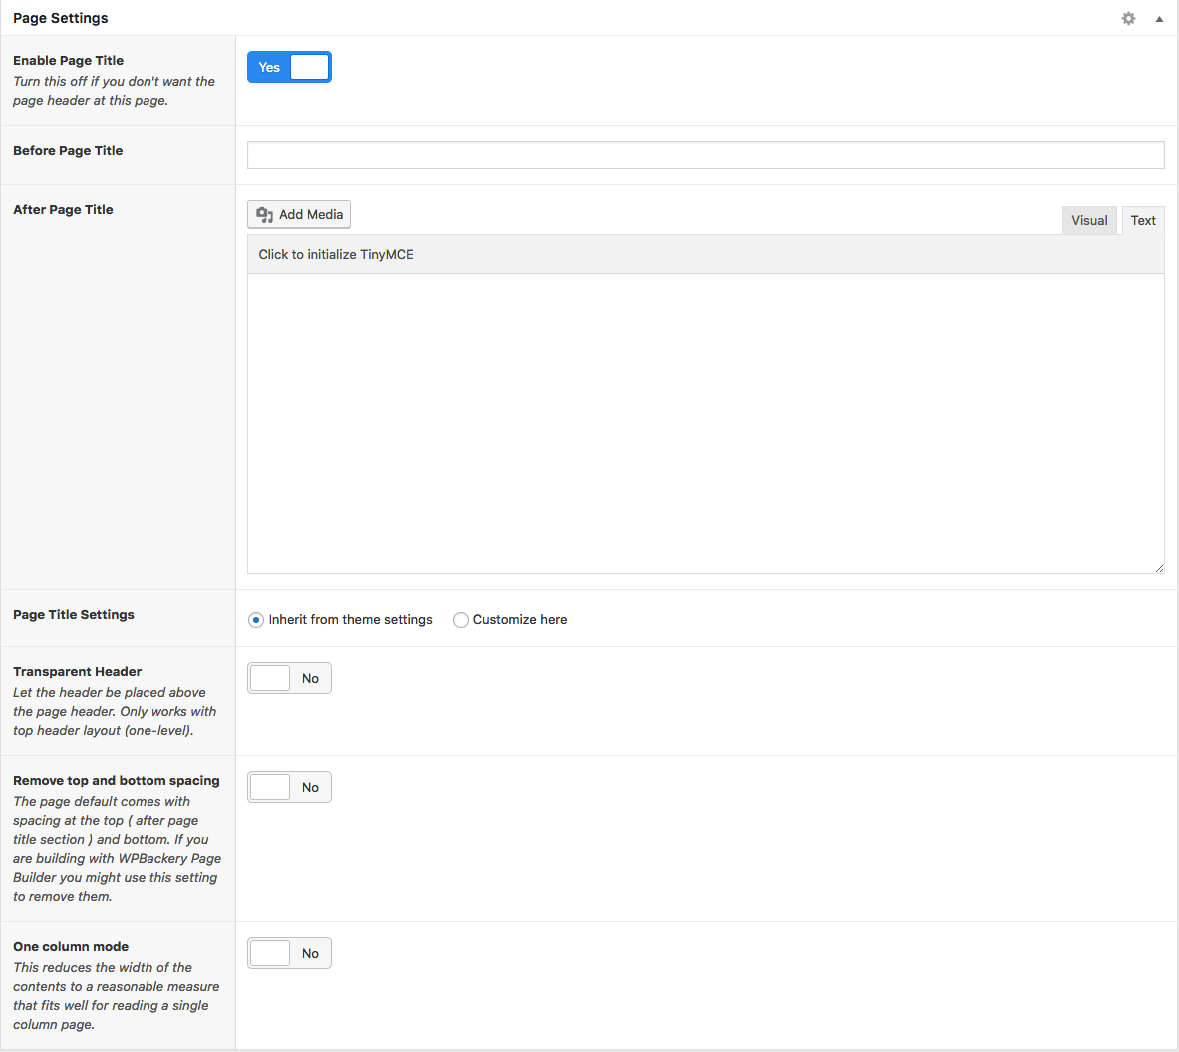 Page Settings
Enable Page Title
Turn this off if you don't want the
page header at this page.
Yes
Before Page Title
After Page Title
Add Media
Visual
Text
Click to initialize TinyMCE
Page Title Settings
Inherit from theme settings
Customize here
Transparent Header
Let the header be placed above
the page header. Only works with
top header layout (one-level).
No
Remove top and bottom spacing
The page default comes with
spacing at the top ( after page
title section ) and bottom. If you
are building with WPBackery Page
Builder you might use this setting
to remove them.
No
One column mode
This reduces the width of the
contents to a reasonable measure
that fits well for reading a single
column page.
No